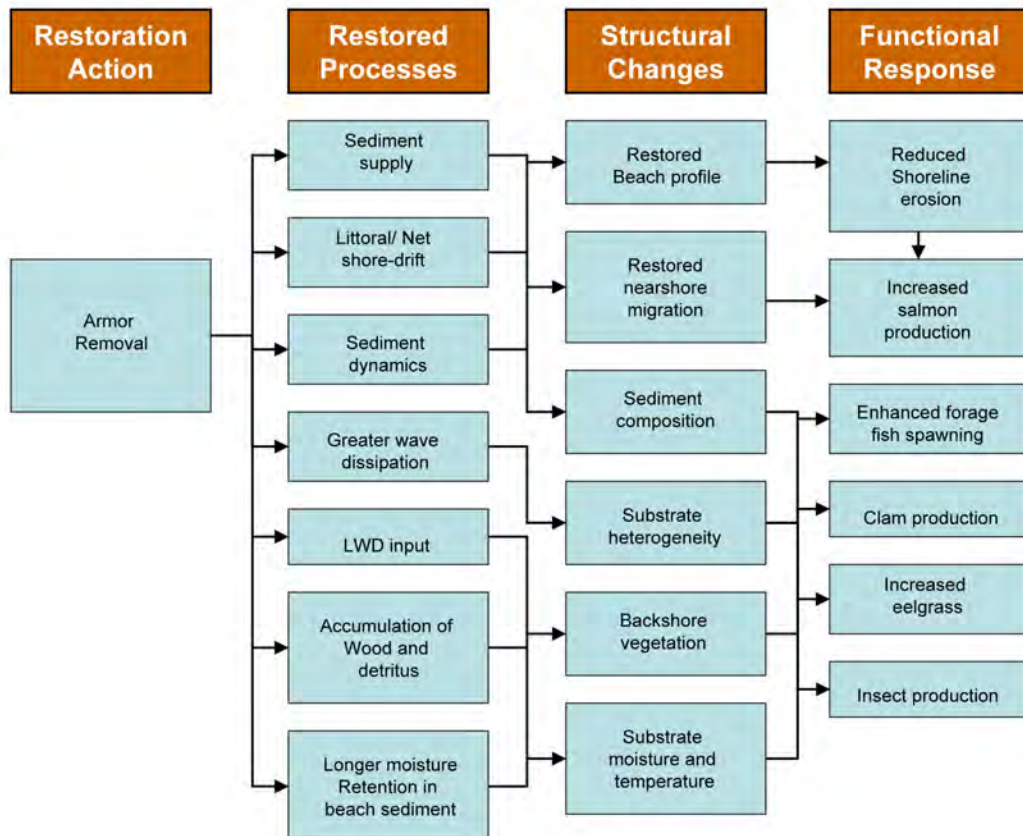 Restoration
Action
Restored
Processes
Structural
Changes
Functional
Response
Armor
Removal
Sediment
supply
Littoral/ Net
shore-drift
Sediment
dynamics
Greater wave
dissipation
LWD input
Accumulation of
Wood and
detritus
Longer moisture
Retention in
beach sediment
Restored
Beach profile
Restored
nearshore
migration
Sediment
composition
Substrate
heterogeneity
Backshore
vegetation
Substrate
moisture and
temperature
Reduced
Shoreline
erosion
Increased
salmon
production
Enhanced forage
fish spawning
Clam production
Increased
eelgrass
Insect production